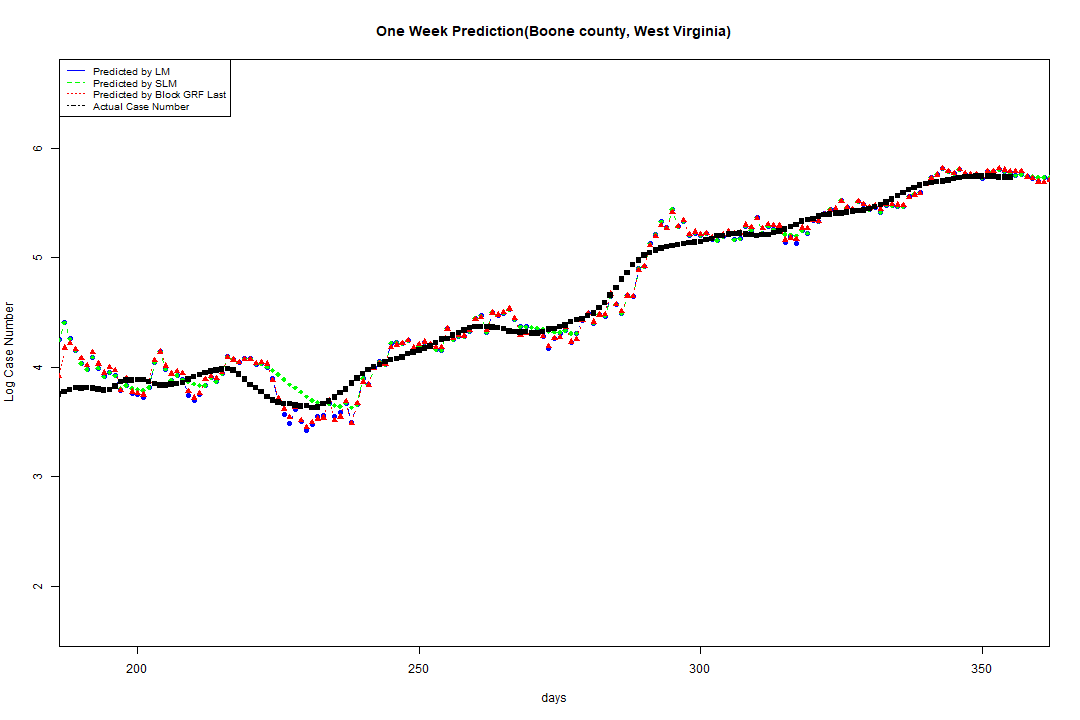 One Week Prediction(Boone county, West Virginia)
Predicted by LM
Predicted by SLM
Predicted by Block GRF Last
Actual Case Number
6
5
4
3
2
Log Case Number
200 250 300 350
days